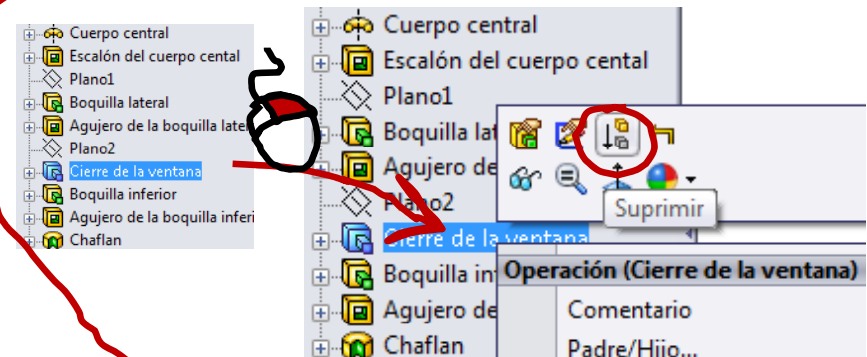 Cuerpo central
Escalón del cuerpo cental
Plano1
Boquilla lateral
Agujero de la boquilla late
Plano2
Cierre de la ventana
Boquilla inferior
Agujero de la boquilla inferi
Chaflan
Cuerpo central
Escalón del cuerpo cental
Plano1
Boquilla lat
Agujero de
Plano2
Cierre de la ventana
Boquilla in
Agujero de
Chaflan
Suprimir
Operación (Cierre de la ventana)
Comentario
Padre/Hijo...